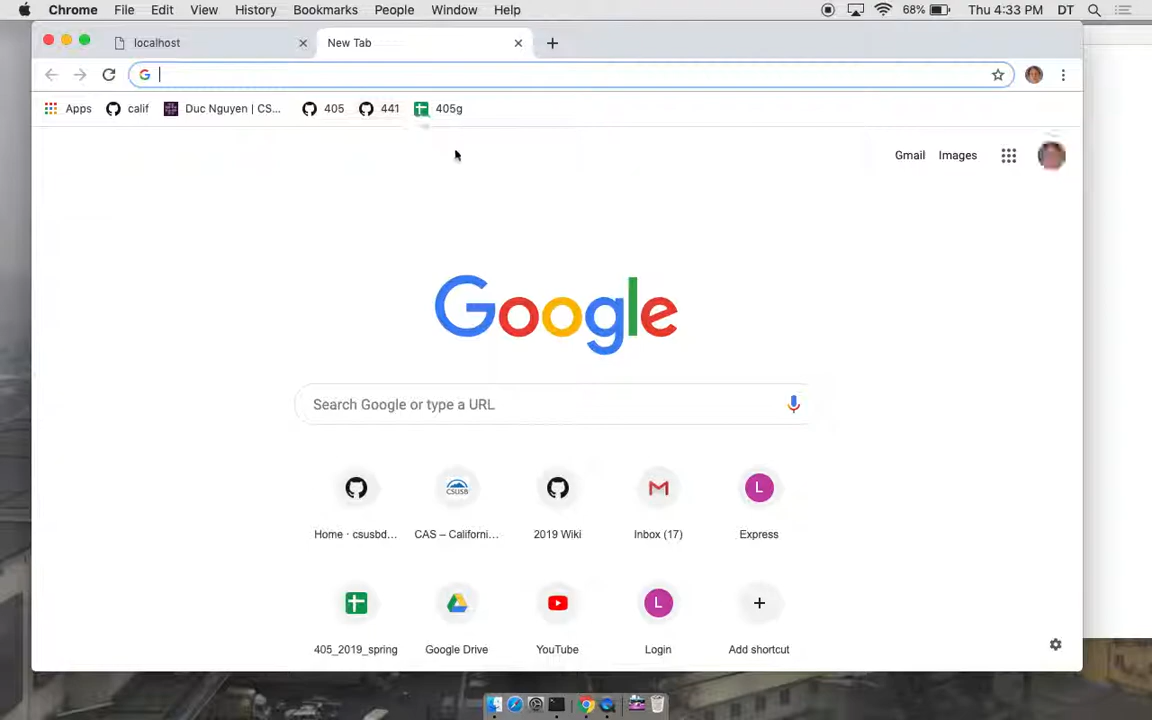 Chrome File Edit View History Bookmarks People Window Help 68% Thu 4:33 PM DT
localhost New Tab
Apps calif Duc Nguyen | CS... 405 441 405g
Gmail Images
Google
Search Google or type a URL
CSUSB L
Home · csusbd... CAS – Californi... 2019 Wiki Inbox (17) Express
L
405_2019_spring Google Drive YouTube Login Add shortcut